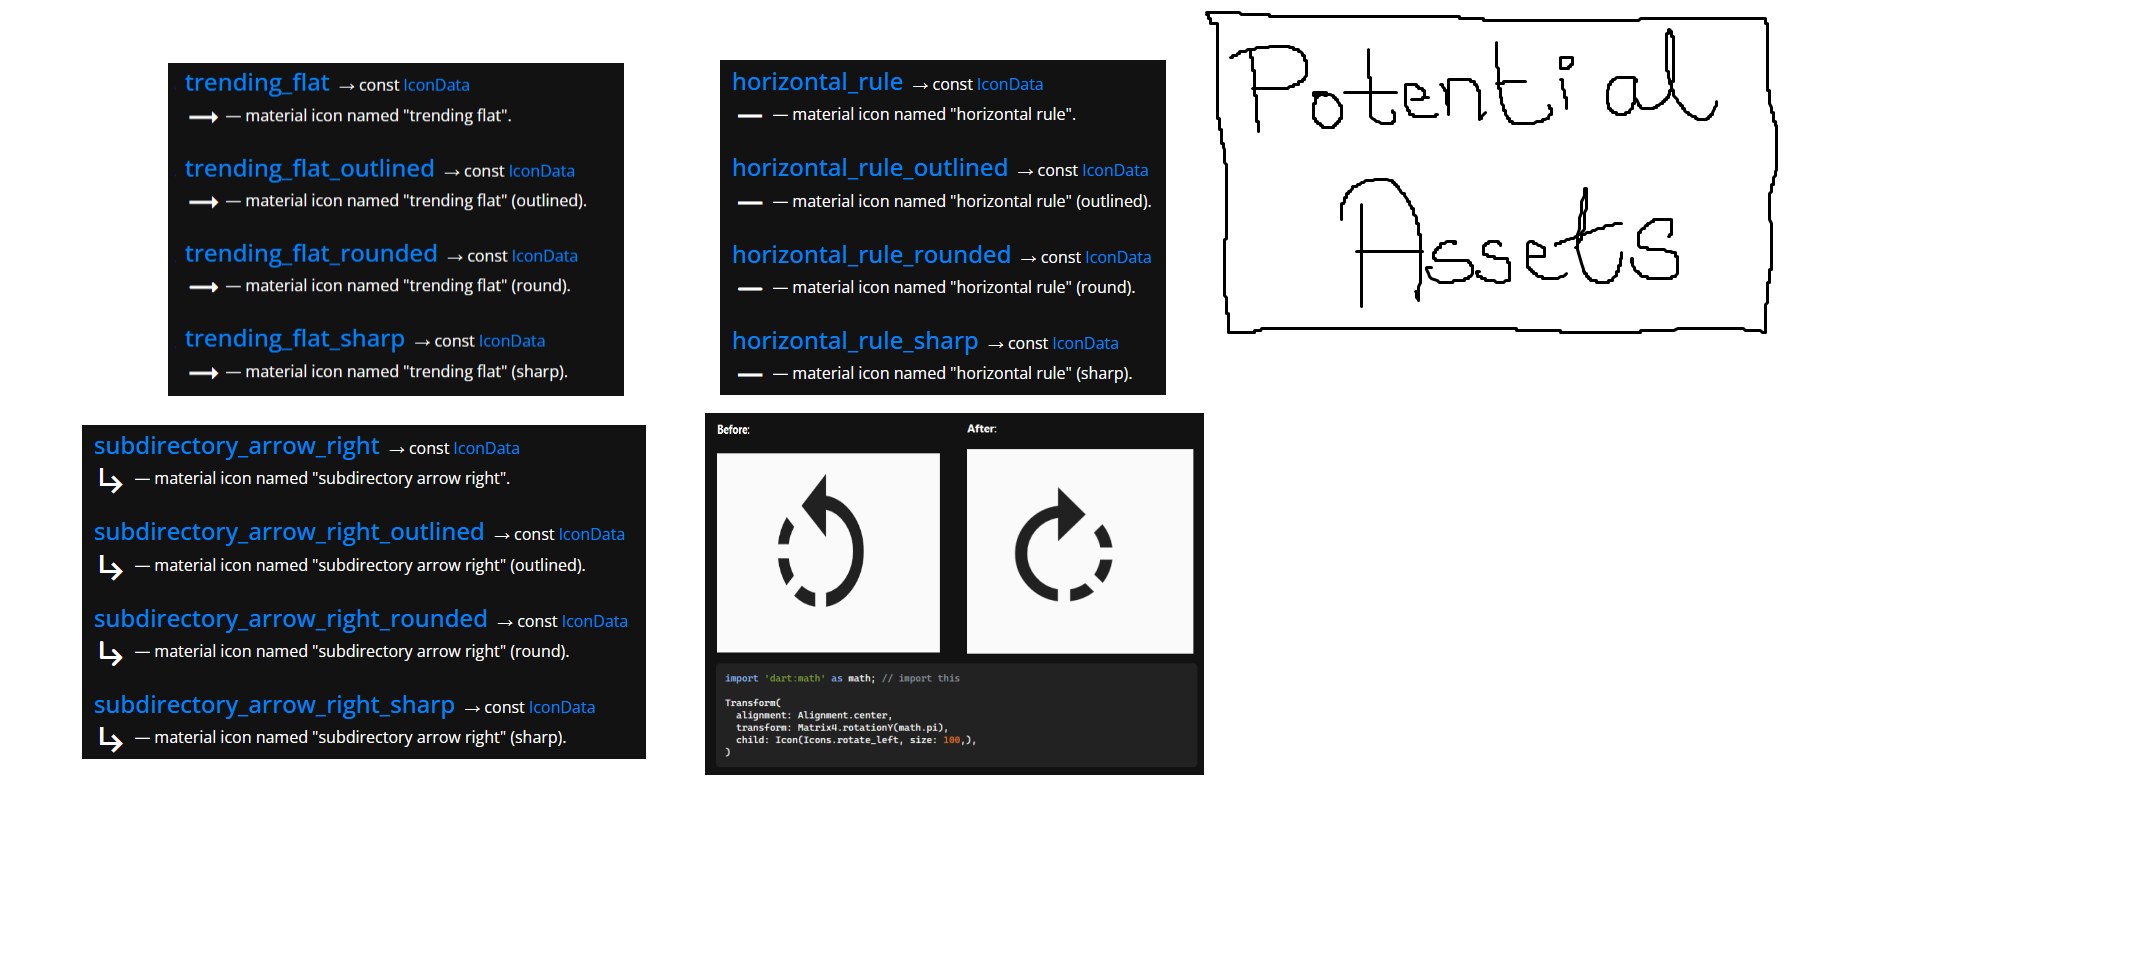 trending_flat → const IconData
— material icon named "trending flat".
trending_flat_outlined → const IconData
— material icon named "trending flat" (outlined).
trending_flat_rounded → const IconData
— material icon named "trending flat" (round).
trending_flat_sharp → const IconData
— material icon named "trending flat" (sharp).
horizontal_rule → const IconData
— material icon named "horizontal rule".
horizontal_rule_outlined → const IconData
— material icon named "horizontal rule" (outlined).
horizontal_rule_rounded → const IconData
— material icon named "horizontal rule" (round).
horizontal_rule_sharp → const IconData
— material icon named "horizontal rule" (sharp).
Potential
Assets
subdirectory_arrow_right → const IconData
— material icon named "subdirectory arrow right".
subdirectory_arrow_right_outlined → const IconData
— material icon named "subdirectory arrow right" (outlined).
subdirectory_arrow_right_rounded → const IconData
— material icon named "subdirectory arrow right" (round).
subdirectory_arrow_right_sharp → const IconData
— material icon named "subdirectory arrow right" (sharp).
Before:
After:
import 'dart:math' as math; // import this
Transform(
alignment: Alignment.center,
transform: Matrix4.rotationY(math.pi),
child: Icon(Icons.rotate_left, size: 100,),
)